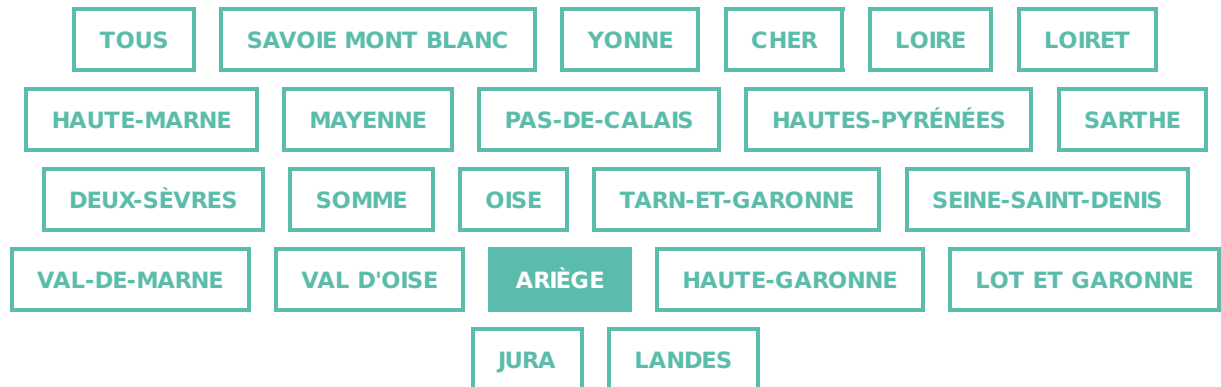 TOUS SAVOIE MONT BLANC YONNE CHER LOIRE LOIRET
HAUTE-MARNE MAYENNE PAS-DE-CALAIS HAUTES-PYRÉNÉES SARTHE
DEUX-SÈVRES SOMME OISE TARN-ET-GARONNE SEINE-SAINT-DENIS
VAL-DE-MARNE VAL D'OISE ARIÈGE HAUTE-GARONNE LOT ET GARONNE
JURA LANDES